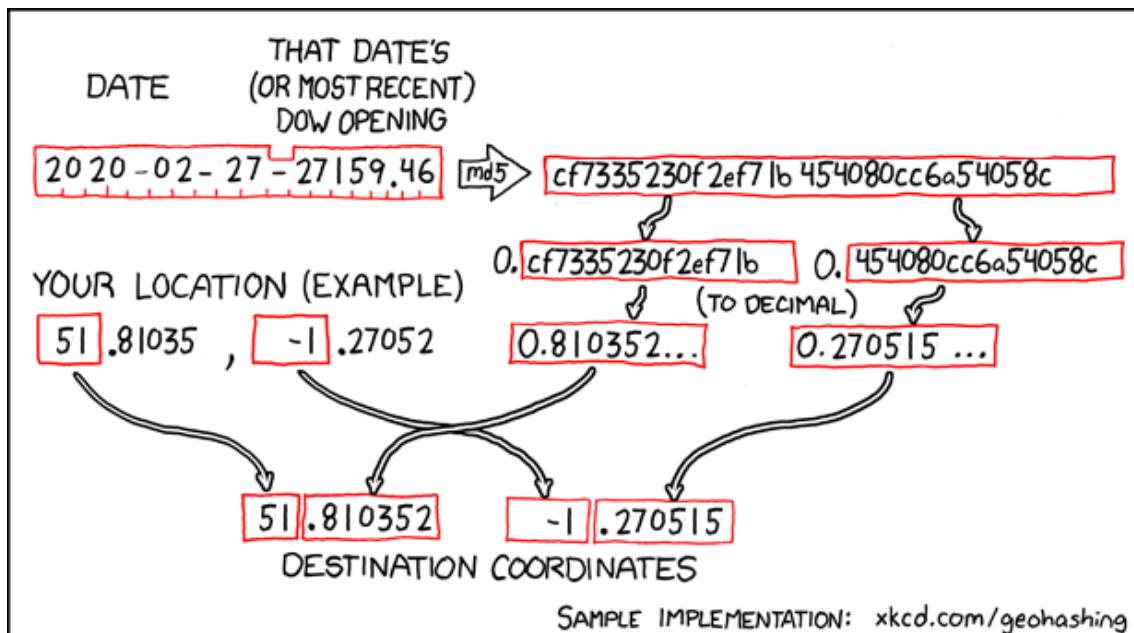 DATE
THAT DATE'S
(OR MOST RECENT)
DOW OPENING
2020-02-27-27159.46
md5
cf7335230f2ef71b454080cc6a54058c
0.cf7335230f2ef71b
0.454080cc6a54058c
YOUR LOCATION (EXAMPLE)
(TO DECIMAL)
51.81035, -1.27052
0.810352...
0.270515...
51.810352
-1.270515
DESTINATION COORDINATES
SAMPLE IMPLEMENTATION: xkcd.com/geohashing